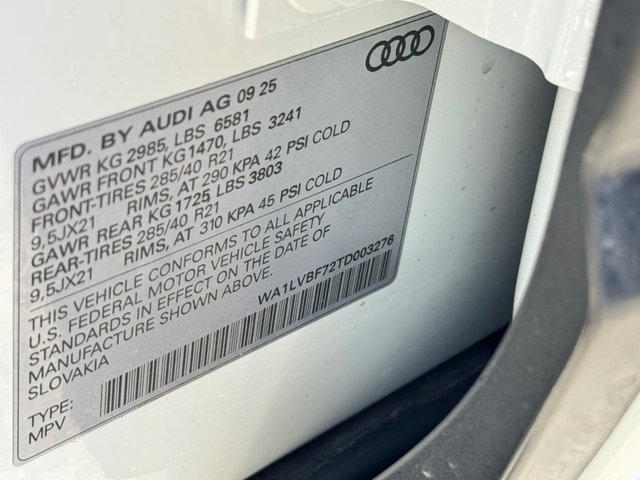 MFD. BY AUDI AG 09 25
GVWR KG 2985, LBS 6581
GAWR FRONT KG1470, LBS 3241
FRONT-TIRES 285/40 R21
9,5JX21 RIMS, AT 290 KPA 42 PSI COLD
GAWR REAR KG 1725 LBS 3803
REAR-TIRES 285/40 R21
9,5JX21 RIMS, AT 310 KPA 45 PSI COLD
THIS VEHICLE CONFORMS TO ALL APPLICABLE
U.S. FEDERAL MOTOR VEHICLE SAFETY
STANDARDS IN EFFECT ON THE DATE OF
MANUFACTURE SHOWN ABOVE.
SLOVAKIA
WA1LVBF72TD003276
TYPE:
MPV